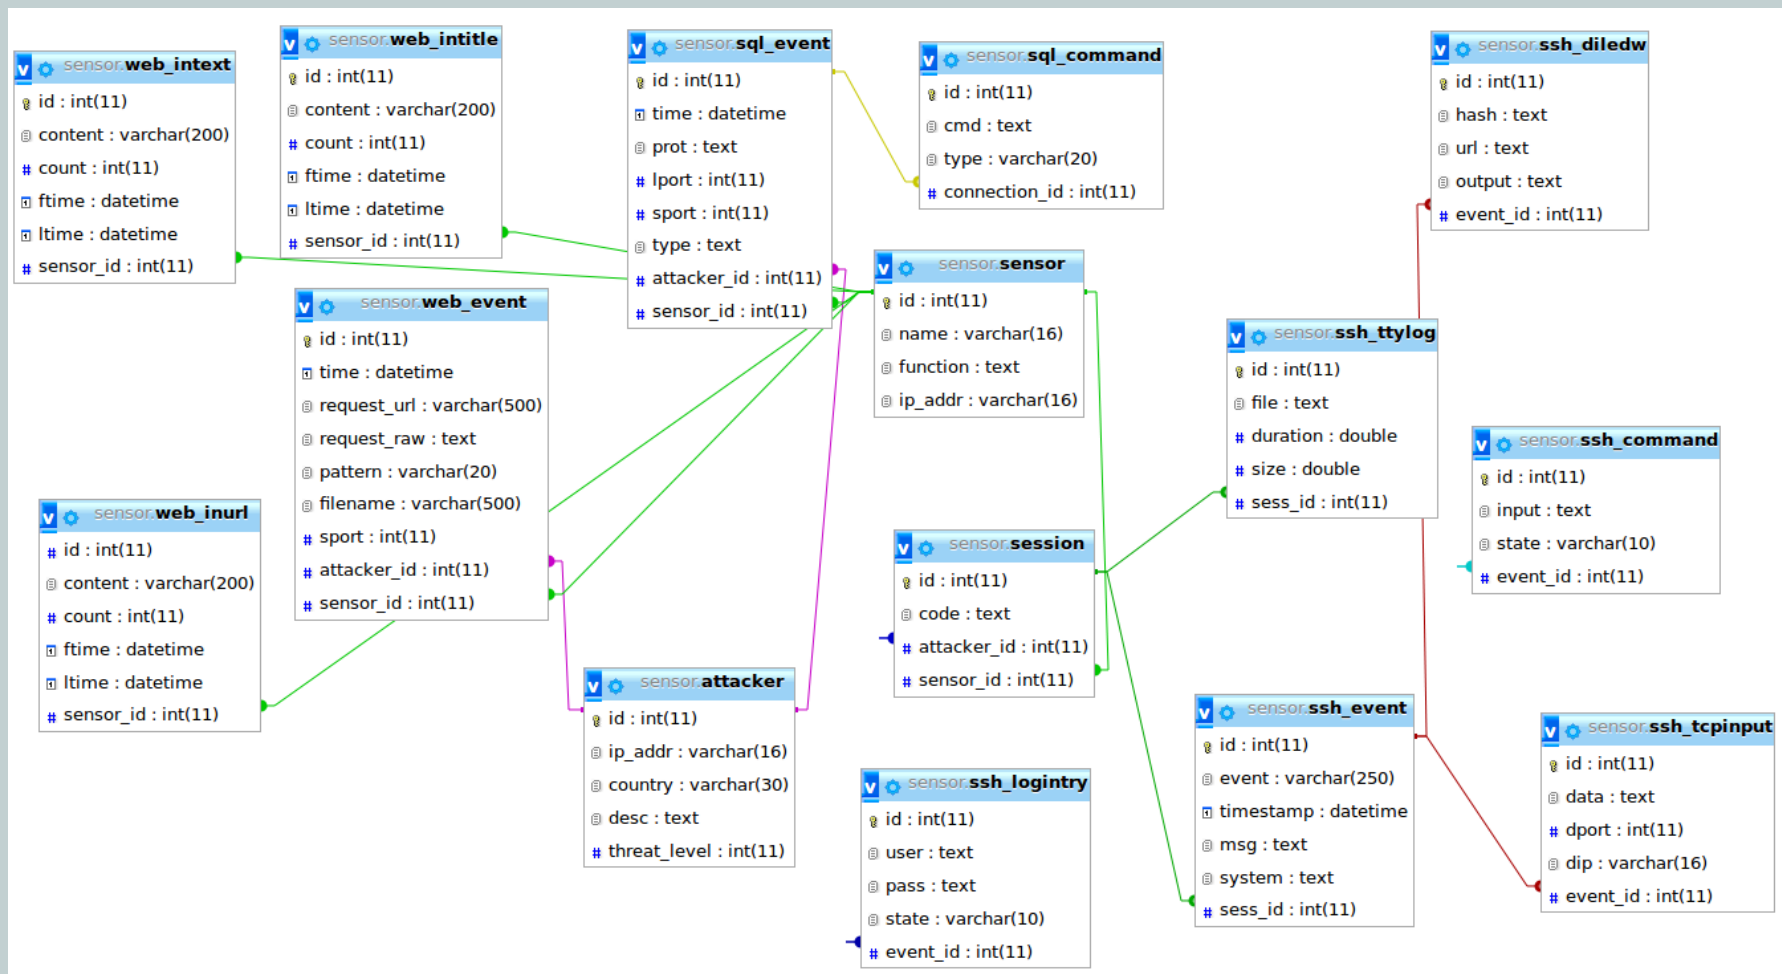 sensor.web_intext
id : int(11)
content : varchar(200)
count : int(11)
ftime : datetime
ltime : datetime
sensor_id : int(11)
sensor.web_intitle
id : int(11)
content : varchar(200)
count : int(11)
ftime : datetime
ltime : datetime
sensor_id : int(11)
sensor.sql_event
id : int(11)
time : datetime
prot : text
lport : int(11)
sport : int(11)
type : text
attacker_id : int(11)
sensor_id : int(11)
sensor.sql_command
id : int(11)
cmd : text
type : varchar(20)
connection_id : int(11)
sensor.ssh_diledw
id : int(11)
hash : text
url : text
output : text
event_id : int(11)
sensor.web_event
id : int(11)
time : datetime
request_url : varchar(500)
request_raw : text
pattern : varchar(20)
filename : varchar(500)
sport : int(11)
attacker_id : int(11)
sensor_id : int(11)
sensor.sensor
id : int(11)
name : varchar(16)
function : text
ip_addr : varchar(16)
sensor.ssh_ttylog
id : int(11)
file : text
duration : double
size : double
sess_id : int(11)
sensor.ssh_command
id : int(11)
input : text
state : varchar(10)
event_id : int(11)
sensor.web_inurl
id : int(11)
content : varchar(200)
count : int(11)
ftime : datetime
ltime : datetime
sensor_id : int(11)
sensor.session
id : int(11)
code : text
attacker_id : int(11)
sensor_id : int(11)
sensor.attacker
id : int(11)
ip_addr : varchar(16)
country : varchar(30)
desc : text
threat_level : int(11)
sensor.ssh_logintry
id : int(11)
user : text
pass : text
state : varchar(10)
event_id : int(11)
sensor.ssh_event
id : int(11)
event : varchar(250)
timestamp : datetime
msg : text
system : text
sess_id : int(11)
sensor.ssh_tcpinput
id : int(11)
data : text
dport : int(11)
dip : varchar(16)
event_id : int(11)